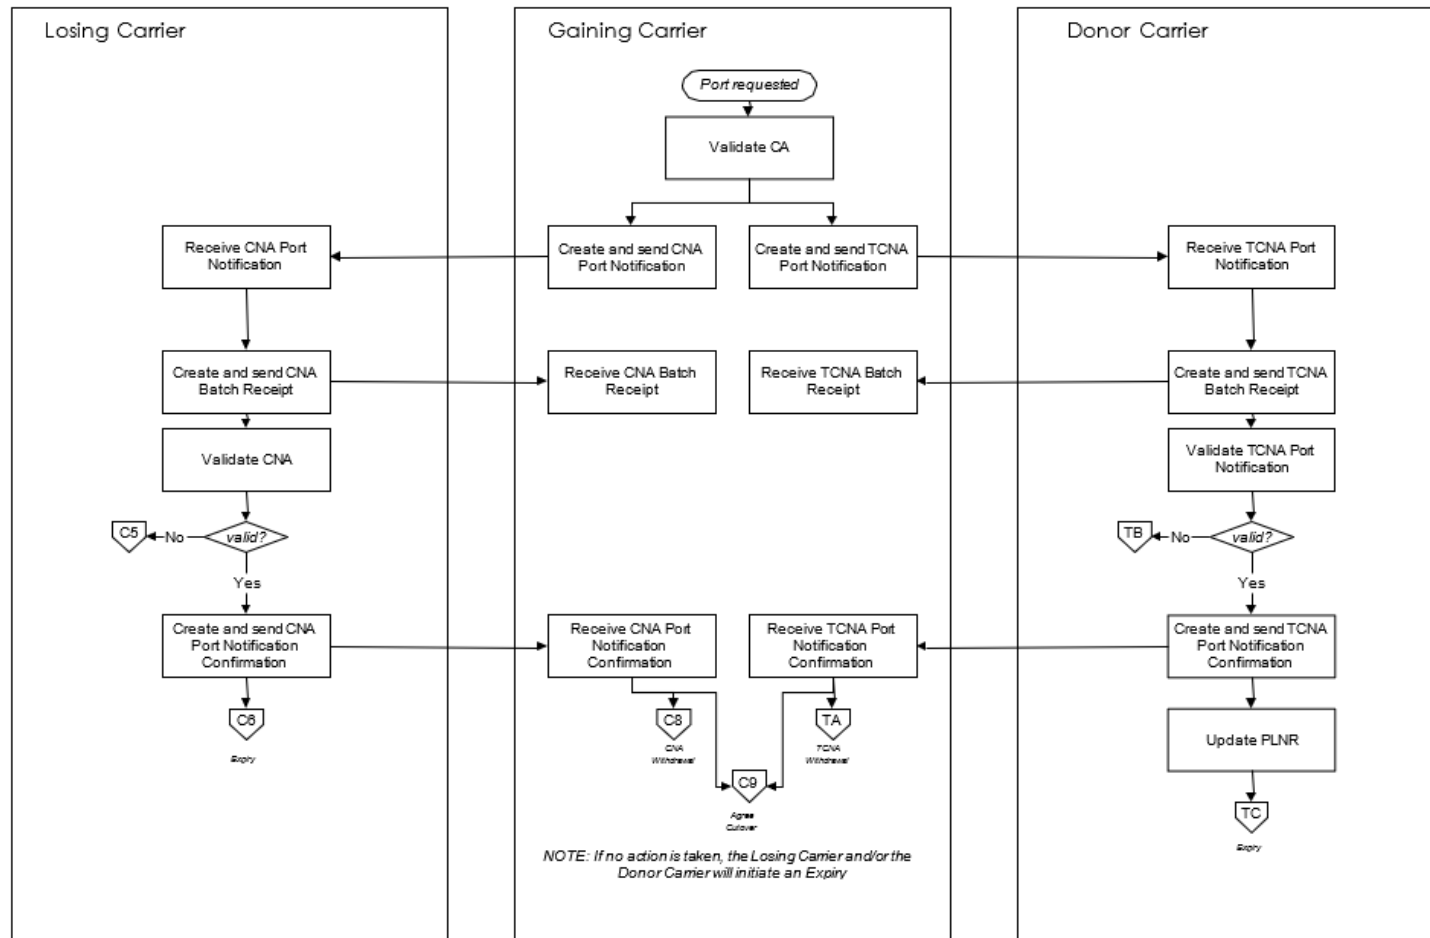 Losing Carrier
Gaining Carrier
Donor Carrier
Port requested
Validate CA
Receive CNA Port
Notification
Create and send CNA
Port Notification
Create and send TCNA
Port Notification
Receive TCNA Port
Notification
Create and send CNA
Batch Receipt
Receive CNA Batch
Receipt
Receive TCNA Batch
Receipt
Create and send TCNA
Batch Receipt
Validate CNA
Validate TCNA Port
Notification
C5
No
valid?
TB
No
valid?
Yes
Yes
Create and send CNA
Port Notification
Confirmation
Receive CNA Port
Notification
Confirmation
Receive TCNA Port
Notification
Confirmation
Create and send TCNA
Port Notification
Confirmation
C6
Expiry
C8
CNA
Withdrawal
TA
TCNA
Withdrawal
Update PLNR
C9
Agree
Cutover
TC
Expiry
NOTE: If no action is taken, the Losing Carrier and/or the
Donor Carrier will initiate an Expiry